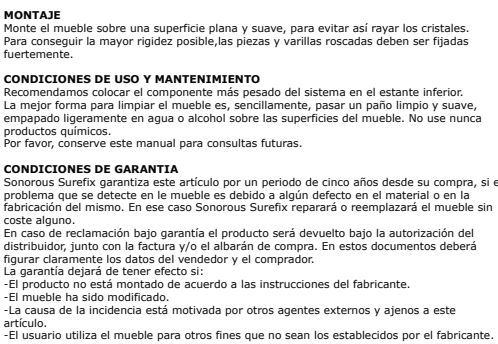 MONTAJE
Monte el mueble sobre una superficie plana y suave, para evitar así rayar los cristales.
Para conseguir la mayor rigidez posible,las piezas y varillas roscadas deben ser fijadas
fuertemente.
CONDICIONES DE USO Y MANTENIMIENTO
Recomendamos colocar el componente más pesado del sistema en el estante inferior.
La mejor forma para limpiar el mueble es, sencillamente, pasar un paño limpio y suave,
empapado ligeramente en agua o alcohol sobre las superficies del mueble. No use nunca
productos químicos.
Por favor, conserve este manual para consultas futuras.
CONDICIONES DE GARANTIA
Sonorous Surefix garantiza este artículo por un periodo de cinco años desde su compra, si e
problema que se detecte en le mueble es debido a algún defecto en el material o en la
fabricación del mismo. En ese caso Sonorous Surefix reparará o reemplazará el mueble sin
coste alguno.
En caso de reclamación bajo garantía el producto será devuelto bajo la autorización del
distribuidor, junto con la factura y/o el albarán de compra. En estos documentos deberá
figurar claramente los datos del vendedor y el comprador.
La garantía dejará de tener efecto si:
-El producto no está montado de acuerdo a las instrucciones del fabricante.
-El mueble ha sido modificado.
-La causa de la incidencia está motivada por otros agentes externos y ajenos a este
artículo.
-El usuario utiliza el mueble para otros fines que no sean los establecidos por el fabricante.